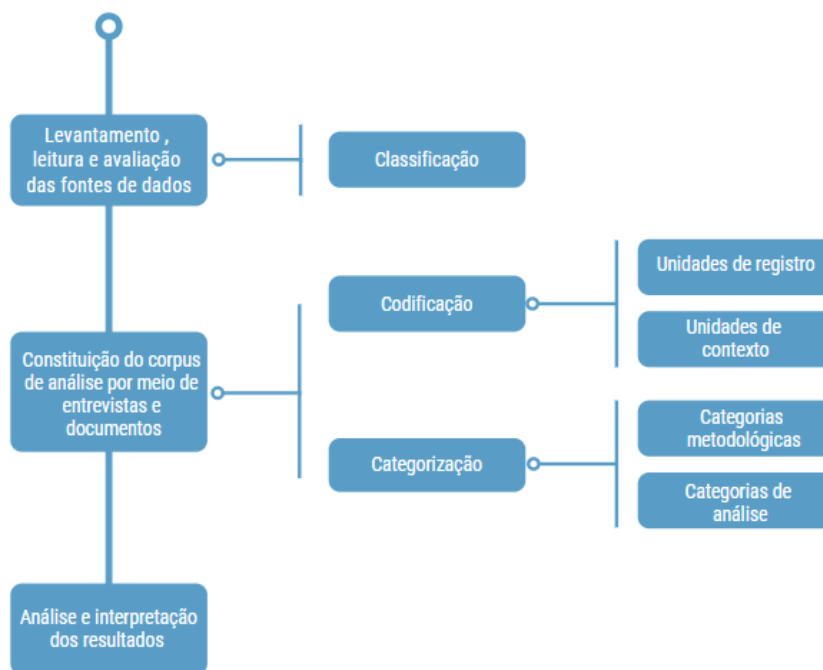 Levantamento ,
leitura e avaliação
das fontes de dados
Classificação
Constituição do corpus
de análise por meio de
entrevistas e
documentos
Codificação
Unidades de registro
Unidades de
contexto
Categorização
Categorias
metodológicas
Categorias de
análise
Análise e interpretação
dos resultados